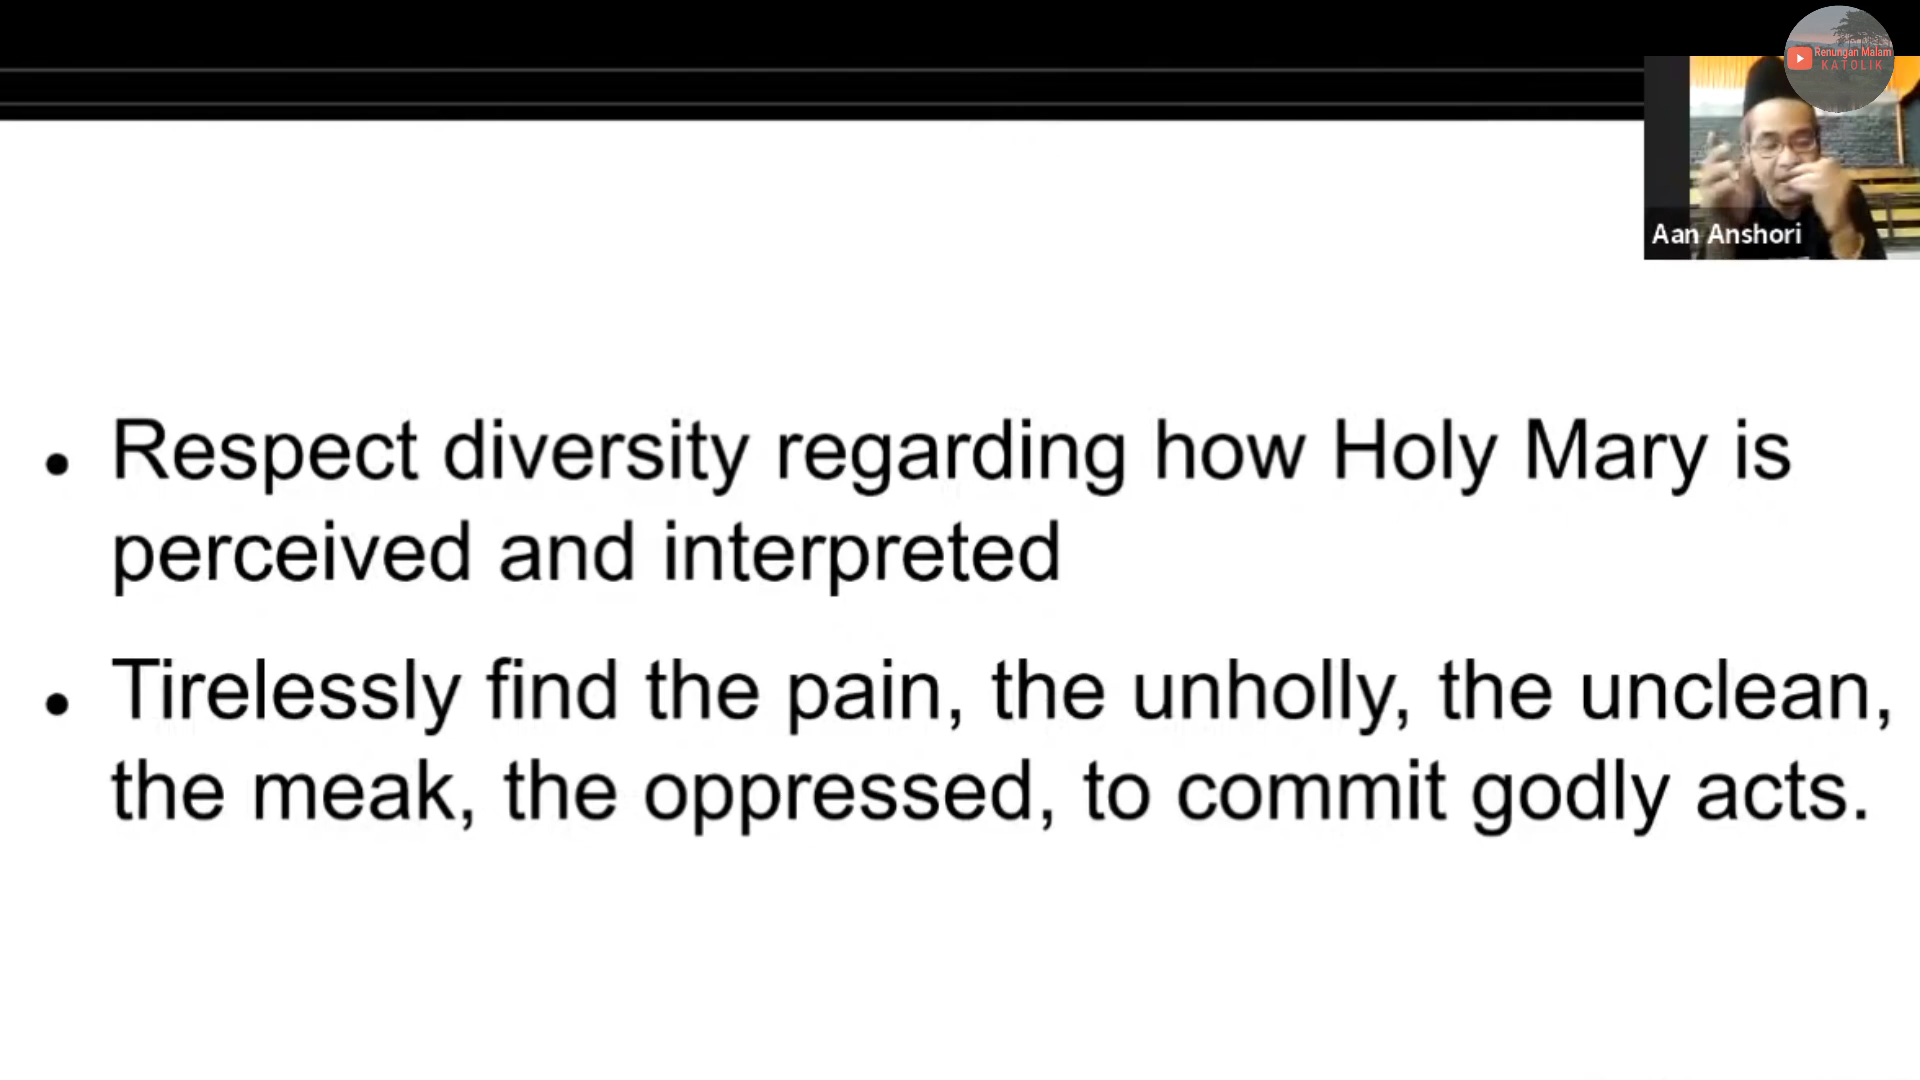 Renungan Malam
KATOLIK
Aan Anshori
Respect diversity regarding how Holy Mary is
perceived and interpreted
Tirelessly find the pain, the unholly, the unclean,
the meak, the oppressed, to commit godly acts.